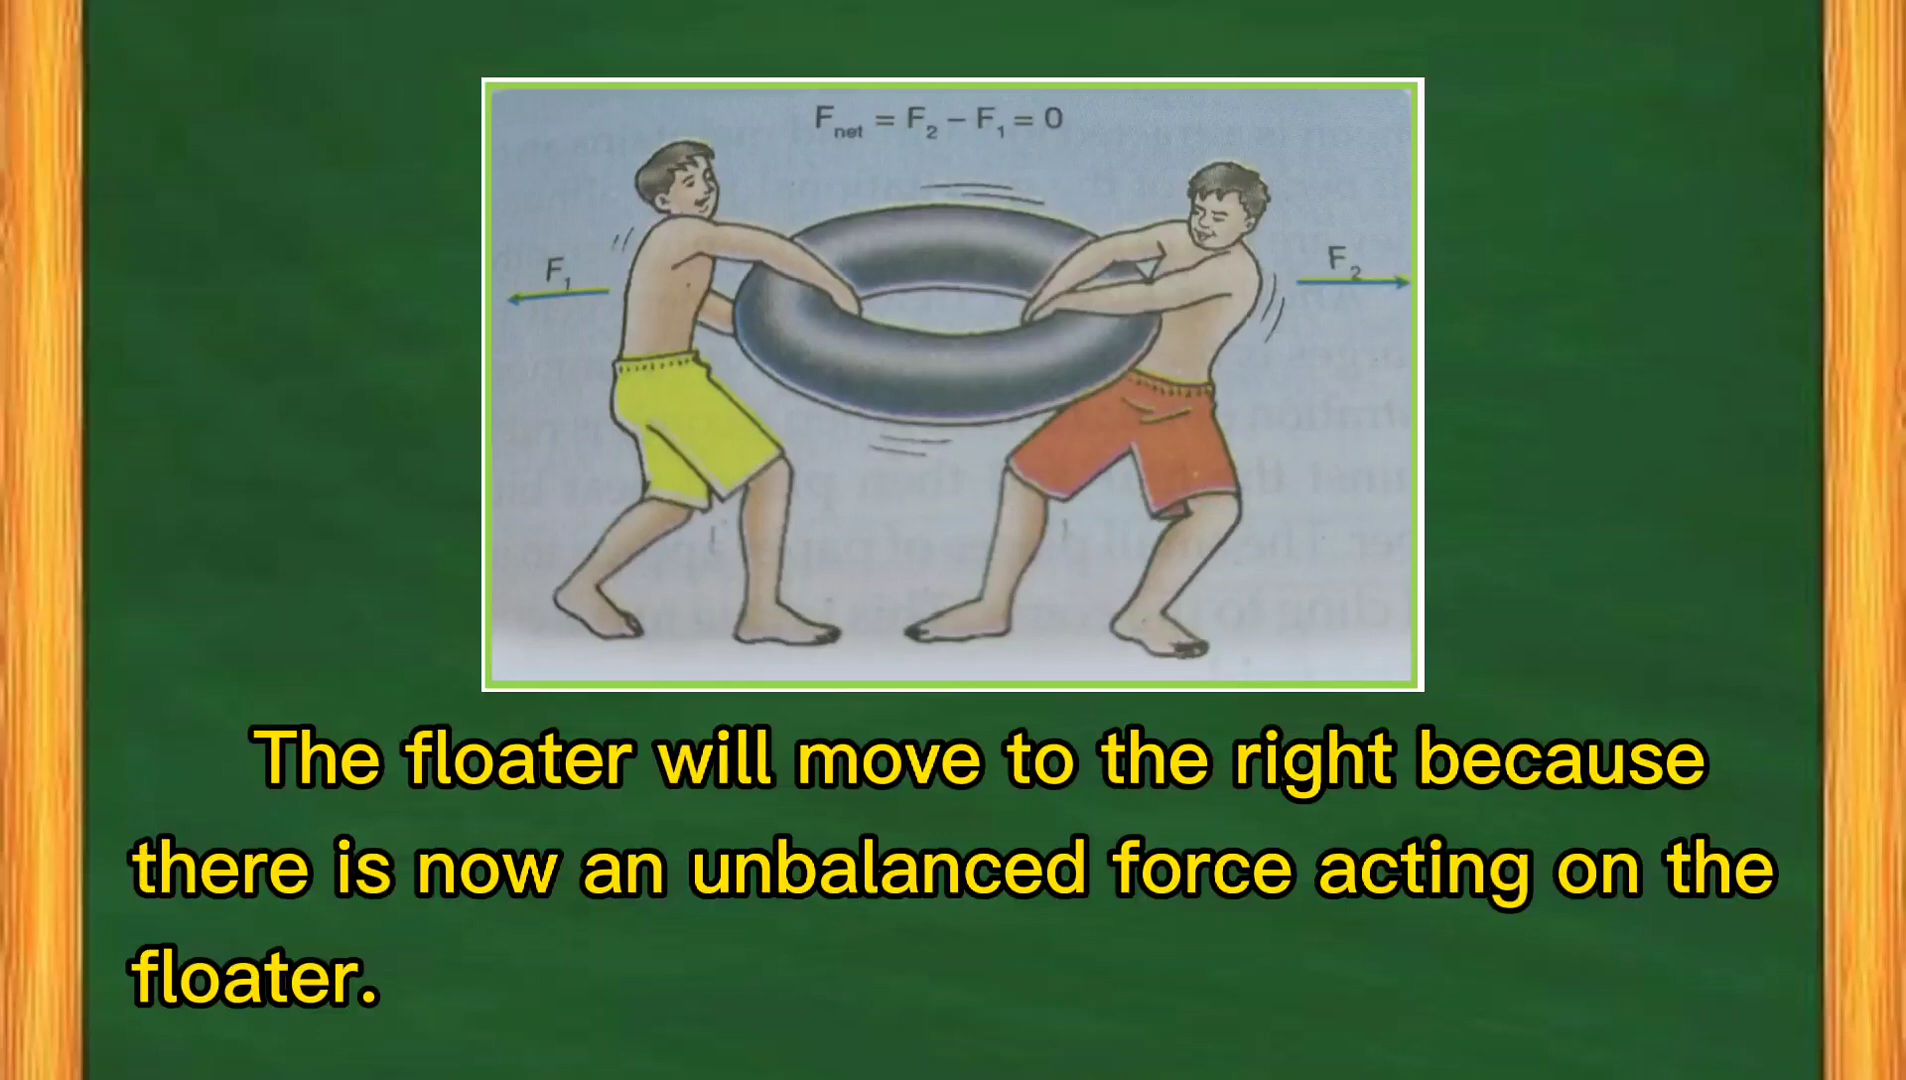 Fnet = F2 − F1 = 0
F1
F2
The floater will move to the right because
there is now an unbalanced force acting on the
floater.